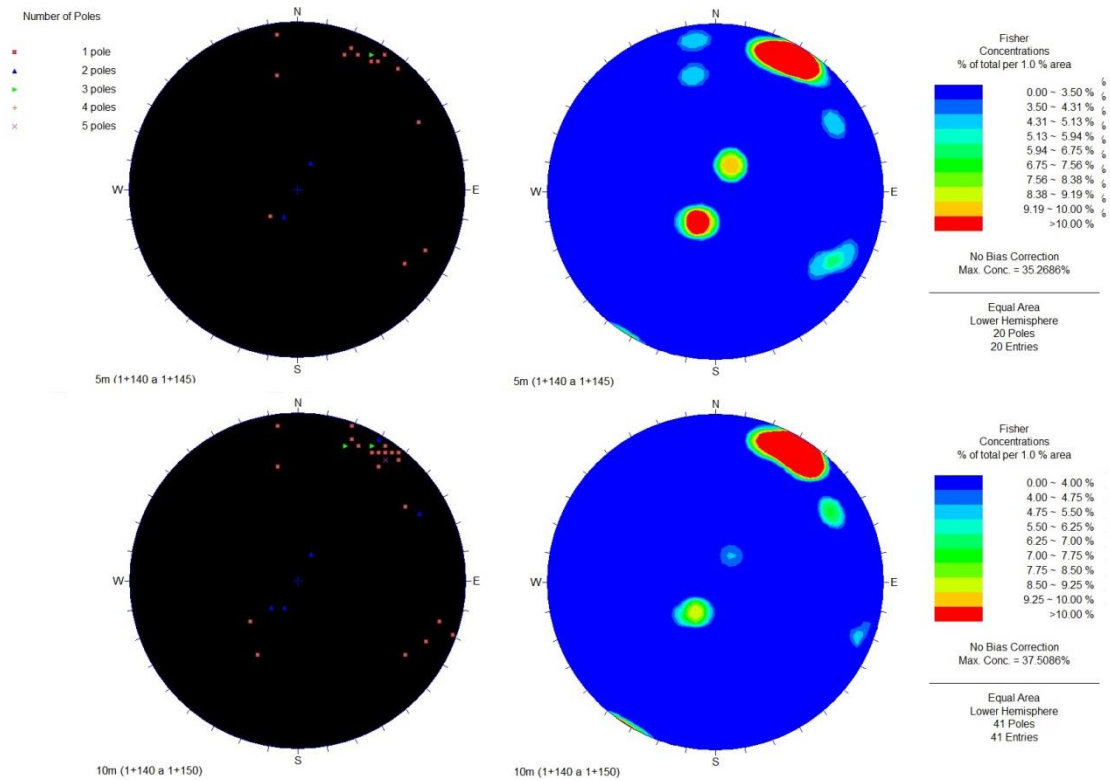 Number of Poles
1 pole
2 poles
3 poles
4 poles
5 poles
N
W
E
S
5m (1+140 a 1+145)
N
W
E
S
5m (1+140 a 1+145)
Fisher
Concentrations
% of total per 1.0 % area
0.00 ~ 3.50 %
3.50 ~ 4.31 %
4.31 ~ 5.13 %
5.13 ~ 5.94 %
5.94 ~ 6.75 %
6.75 ~ 7.56 %
7.56 ~ 8.38 %
8.38 ~ 9.19 %
9.19 ~ 10.00 %
>10.00 %
No Bias Correction
Max. Conc. = 35.2686%
Equal Area
Lower Hemisphere
20 Poles
20 Entries
N
W
E
S
10m (1+140 a 1+150)
N
W
E
S
10m (1+140 a 1+150)
Fisher
Concentrations
% of total per 1.0 % area
0.00 ~ 4.00 %
4.00 ~ 4.75 %
4.75 ~ 5.50 %
5.50 ~ 6.25 %
6.25 ~ 7.00 %
7.00 ~ 7.75 %
7.75 ~ 8.50 %
8.50 ~ 9.25 %
9.25 ~ 10.00 %
>10.00 %
No Bias Correction
Max. Conc. = 37.5086%
Equal Area
Lower Hemisphere
41 Poles
41 Entries